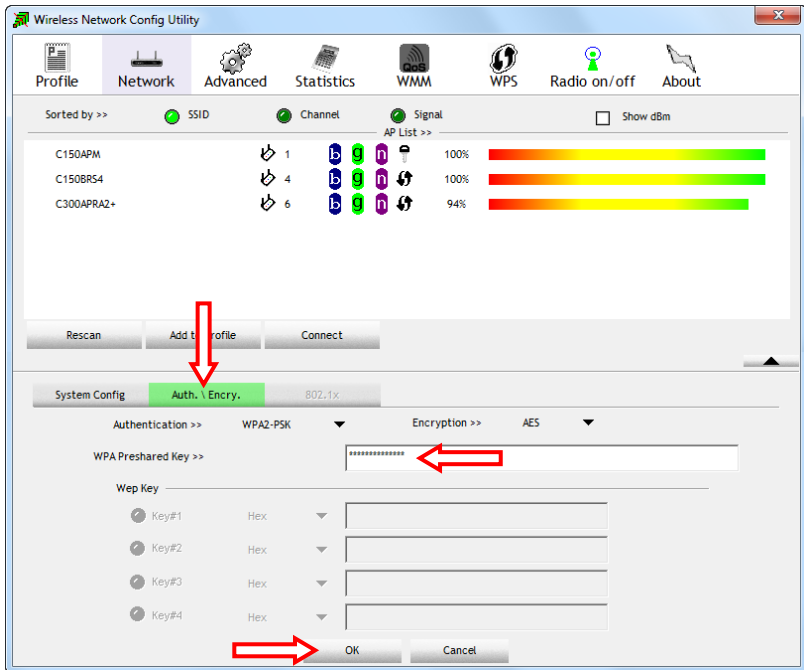 Wireless Network Config Utility
Profile Network Advanced Statistics QoS WMM WPS Radio on/off About
Sorted by >> SSID Channel Signal Show dBm
AP List >>
C150APM 1 b g n 100%
C150BRS4 4 b g n 100%
C300APRA2+ 6 b g n 94%
Rescan Add t rofile Connect
System Config Auth. \ Encry. 802.1x
Authentication >> WPA2-PSK Encryption >> AES
WPA Preshared Key >> **************
Wep Key
Key#1 Hex
Key#2 Hex
Key#3 Hex
Key#4 Hex
OK Cancel